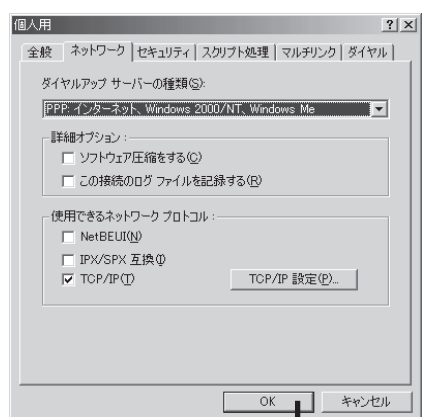 個人用
全般 ネットワーク セキュリティ スクリプト処理 マルチリンク ダイヤル
ダイヤルアップ サーバーの種類(S):
PPP: インターネット、Windows 2000/NT、Windows Me
詳細オプション:
ソフトウェア圧縮をする(C)
この接続のログ ファイルを記録する(R)
使用できるネットワーク プロトコル:
NetBEUI(N)
IPX/SPX 互換(I)
TCP/IP(T) TCP/IP 設定(P)...
OK キャンセル